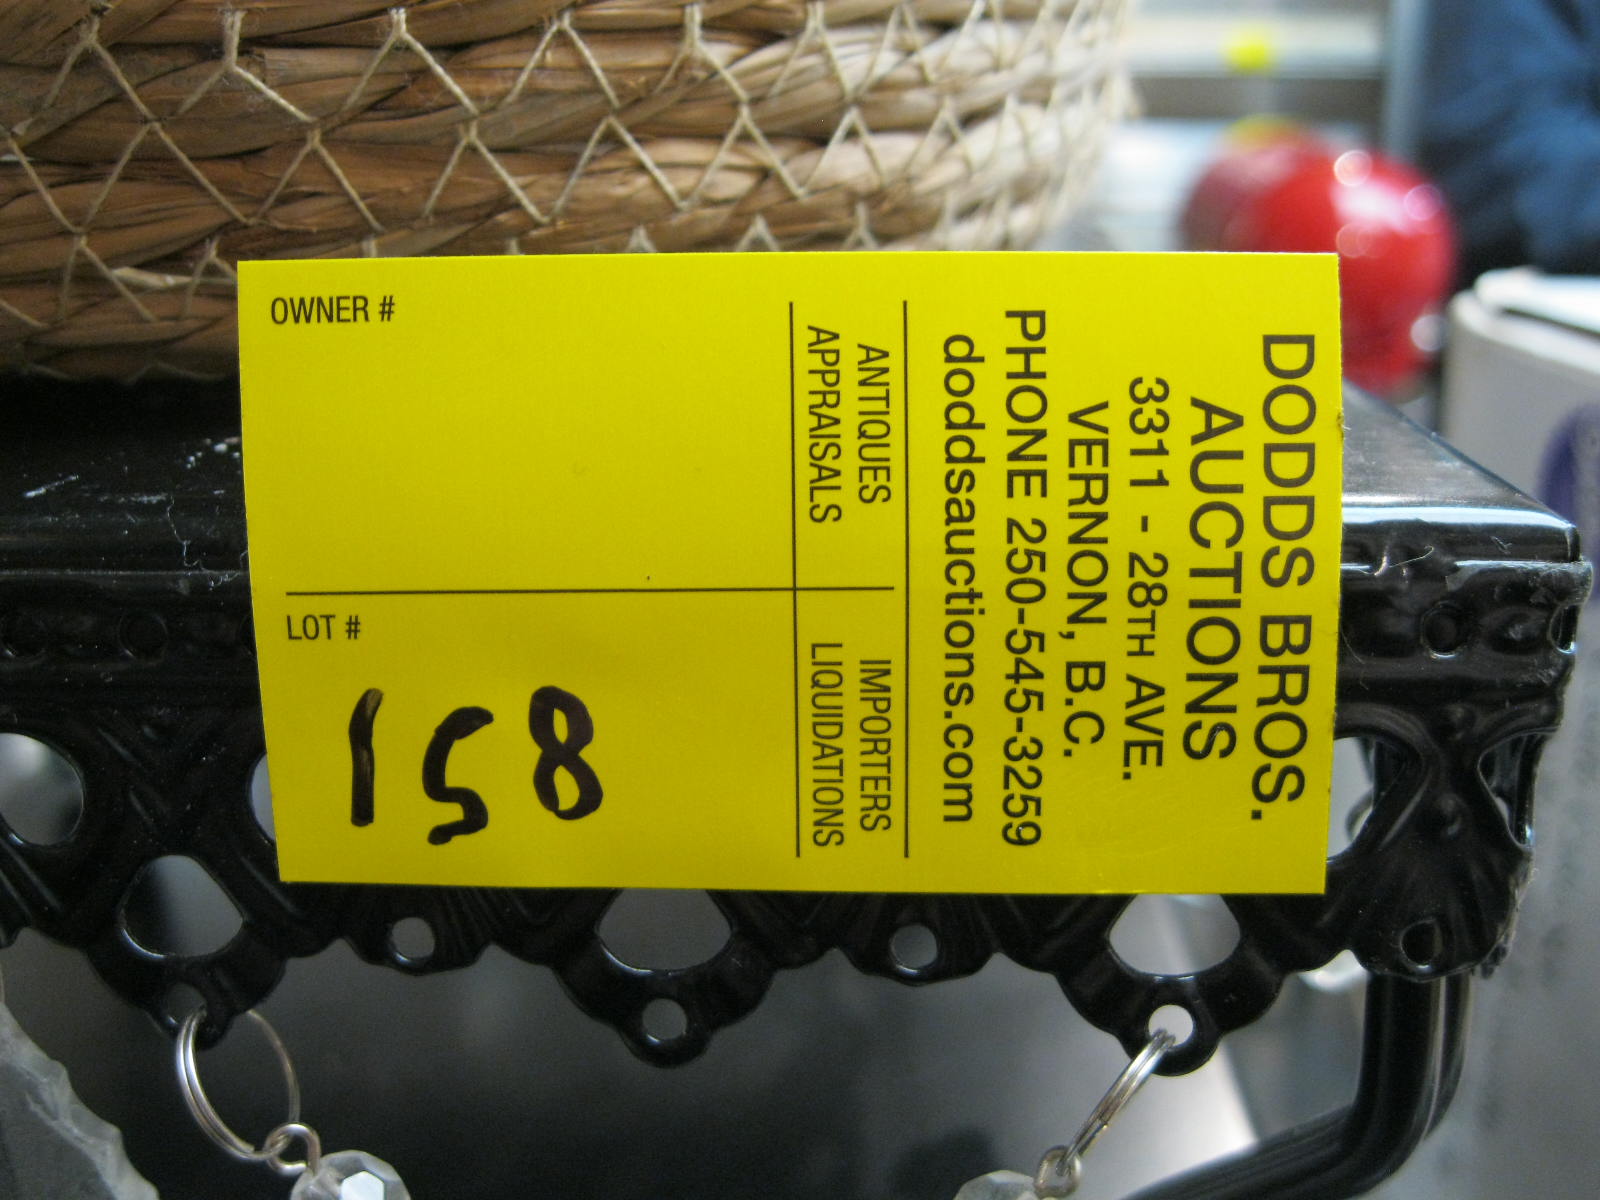 DODDS BROS.
AUCTIONS
3311 - 28TH AVE.
VERNON, B.C.
PHONE 250-545-3259
doddsauctions.com
ANTIQUES
APPRAISALS
IMPORTERS
LIQUIDATIONS
OWNER #
LOT #
158